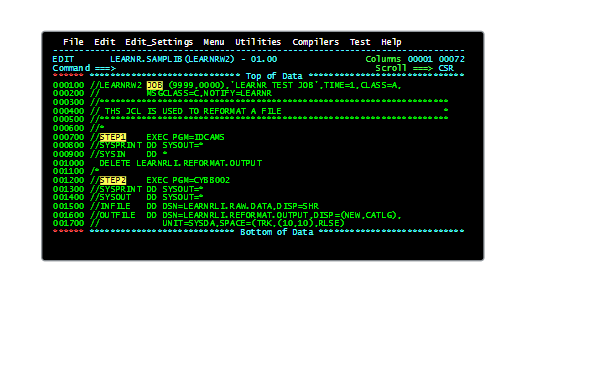 File Edit Edit_Settings Menu Utilities Compilers Test Help
EDIT LEARNR.SAMPLIB(LEARNRW2) - 01.00 Columns 00001 00072
Command ===> Scroll ===> CSR
****** **************************** Top of Data ******************************
000100 //LEARNRW2 JOB (9999,0000),'LEARNR TEST JOB',TIME=1,CLASS=A,
000200 // MSGCLASS=C,NOTIFY=LEARNR
000300 //*******************************************************************
000400 // THS JCL IS USED TO REFORMAT A FILE *
000500 //*******************************************************************
000600 //*
000700 //STEP1 EXEC PGM=IDCAMS
000800 //SYSPRINT DD SYSOUT=*
000900 //SYSIN DD *
001000 DELETE LEARNRLI.REFORMAT.OUTPUT
001100 /*
001200 //STEP2 EXEC PGM=CYBB002
001300 //SYSPRINT DD SYSOUT=*
001400 //SYSOUT DD SYSOUT=*
001500 //INFILE DD DSN=LEARNRLI.RAW.DATA,DISP=SHR
001600 //OUTFILE DD DSN=LEARNRLI.REFORMAT.OUTPUT,DISP=(NEW,CATLG),
001700 // UNIT=SYSDA,SPACE=(TRK,(10,10),RLSE)
****** *************************** Bottom of Data ****************************